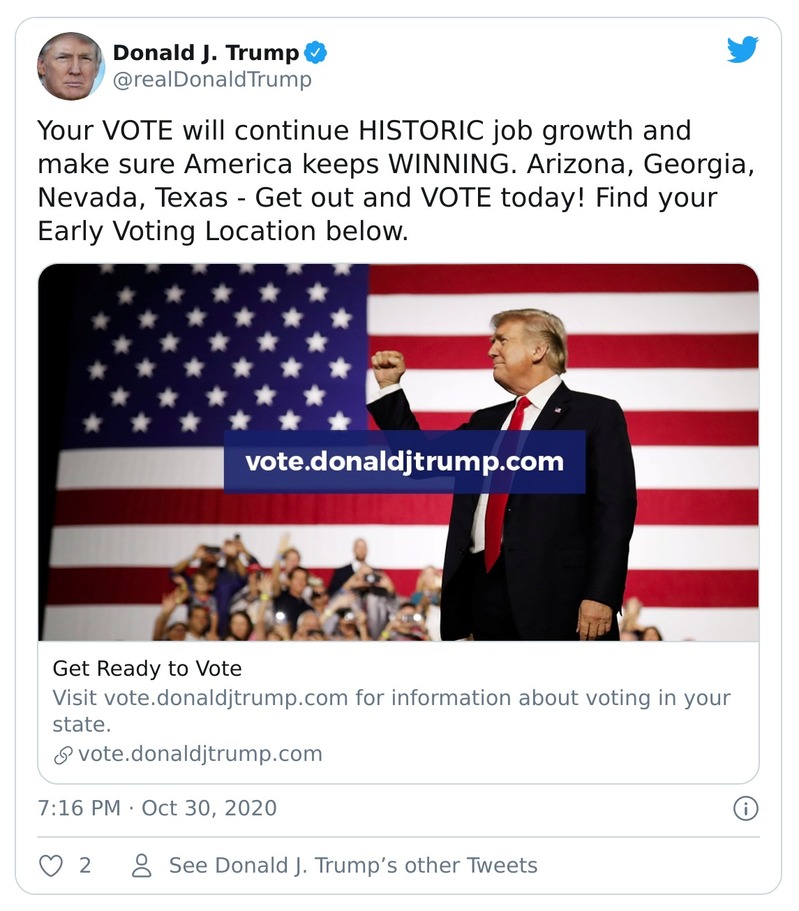 Donald J. Trump
@realDonaldTrump
Your VOTE will continue HISTORIC job growth and
make sure America keeps WINNING. Arizona, Georgia,
Nevada, Texas - Get out and VOTE today! Find your
Early Voting Location below.
vote.donaldjtrump.com
Get Ready to Vote
Visit vote.donaldjtrump.com for information about voting in your
state.
vote.donaldjtrump.com
7:16 PM · Oct 30, 2020
2 See Donald J. Trump’s other Tweets